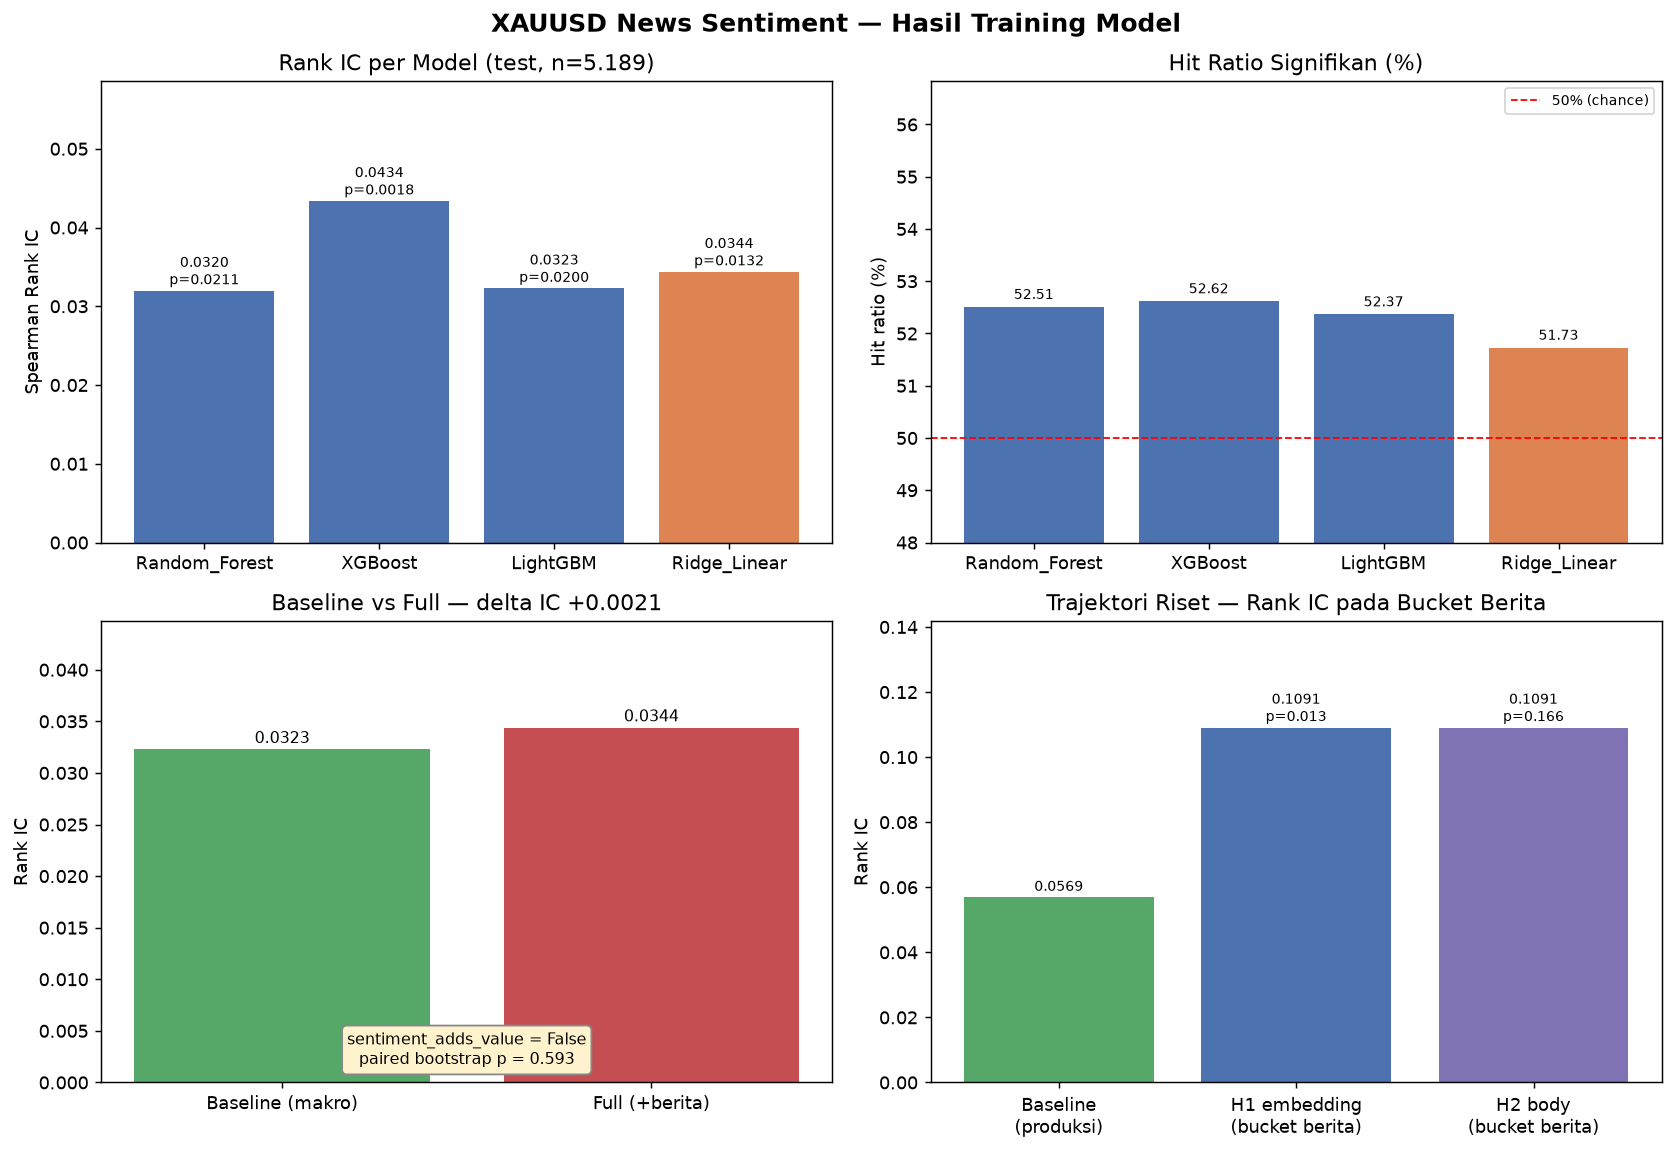 XAUUSD News Sentiment — Hasil Training Model
Rank IC per Model (test, n=5.189)
Spearman Rank IC
0.05
0.04
0.03
0.02
0.01
0.00
0.0320
p=0.0211
0.0434
p=0.0018
0.0323
p=0.0200
0.0344
p=0.0132
Random_Forest
XGBoost
LightGBM
Ridge_Linear
Hit Ratio Signifikan (%)
50% (chance)
Hit ratio (%)
56
55
54
53
52
51
50
49
48
52.51
52.62
52.37
51.73
Random_Forest
XGBoost
LightGBM
Ridge_Linear
Baseline vs Full — delta IC +0.0021
Rank IC
0.040
0.035
0.030
0.025
0.020
0.015
0.010
0.005
0.000
0.0323
0.0344
sentiment_adds_value = False
paired bootstrap p = 0.593
Baseline (makro)
Full (+berita)
Trajektori Riset — Rank IC pada Bucket Berita
Rank IC
0.14
0.12
0.10
0.08
0.06
0.04
0.02
0.00
0.0569
0.1091
p=0.013
0.1091
p=0.166
Baseline
(produksi)
H1 embedding
(bucket berita)
H2 body
(bucket berita)